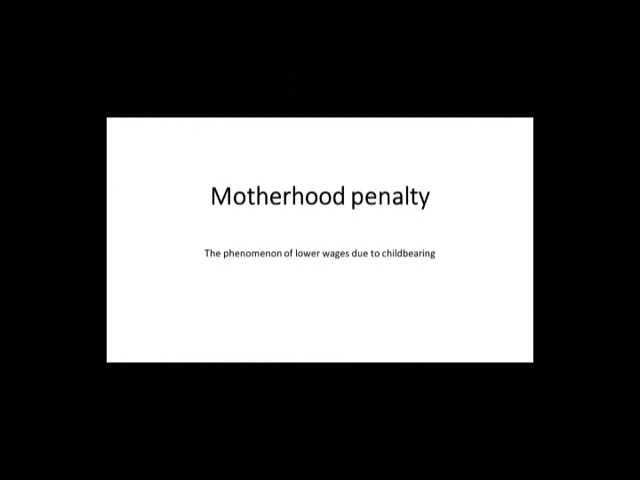 Motherhood penalty
The phenomenon of lower wages due to childbearing